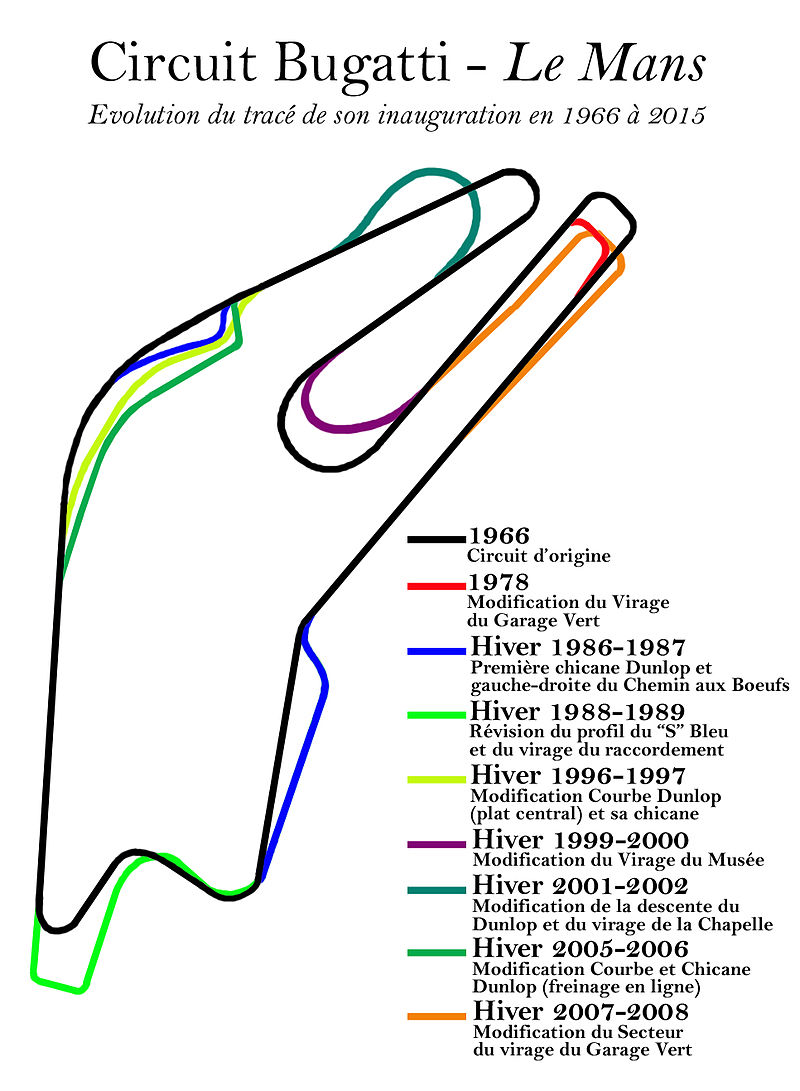 Circuit Bugatti - Le Mans
Evolution du tracé de son inauguration en 1966 à 2015
1966
Circuit d'origine
1978
Modification du Virage
du Garage Vert
Hiver 1986-1987
Première chicane Dunlop et
gauche-droite du Chemin aux Boeufs
Hiver 1988-1989
Révision du profil du “S” Bleu
et du virage du raccordement
Hiver 1996-1997
Modification Courbe Dunlop
(plat central) et sa chicane
Hiver 1999-2000
Modification du Virage du Musée
Hiver 2001-2002
Modification de la descente du
Dunlop et du virage de la Chapelle
Hiver 2005-2006
Modification Courbe et Chicane
Dunlop (freinage en ligne)
Hiver 2007-2008
Modification du Secteur
du virage du Garage Vert